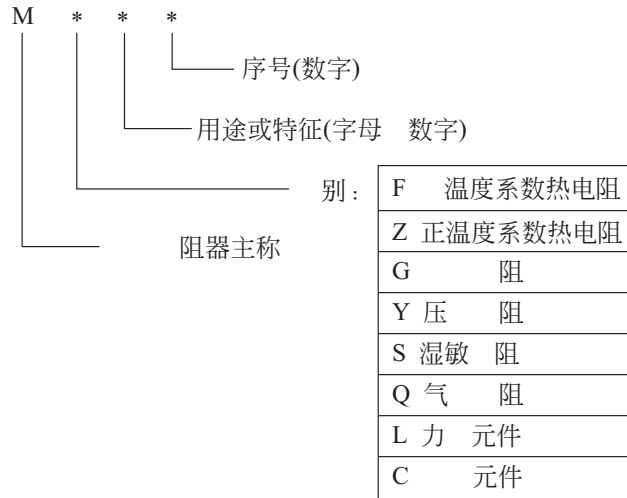 M * * *
序号(数字)
用途或特征(字母 数字)
别:
F 温度系数热电阻
Z 正温度系数热电阻
阻器主称
G 阻
Y 压 阻
S 湿敏 阻
Q 气 阻
L 力 元件
C 元件